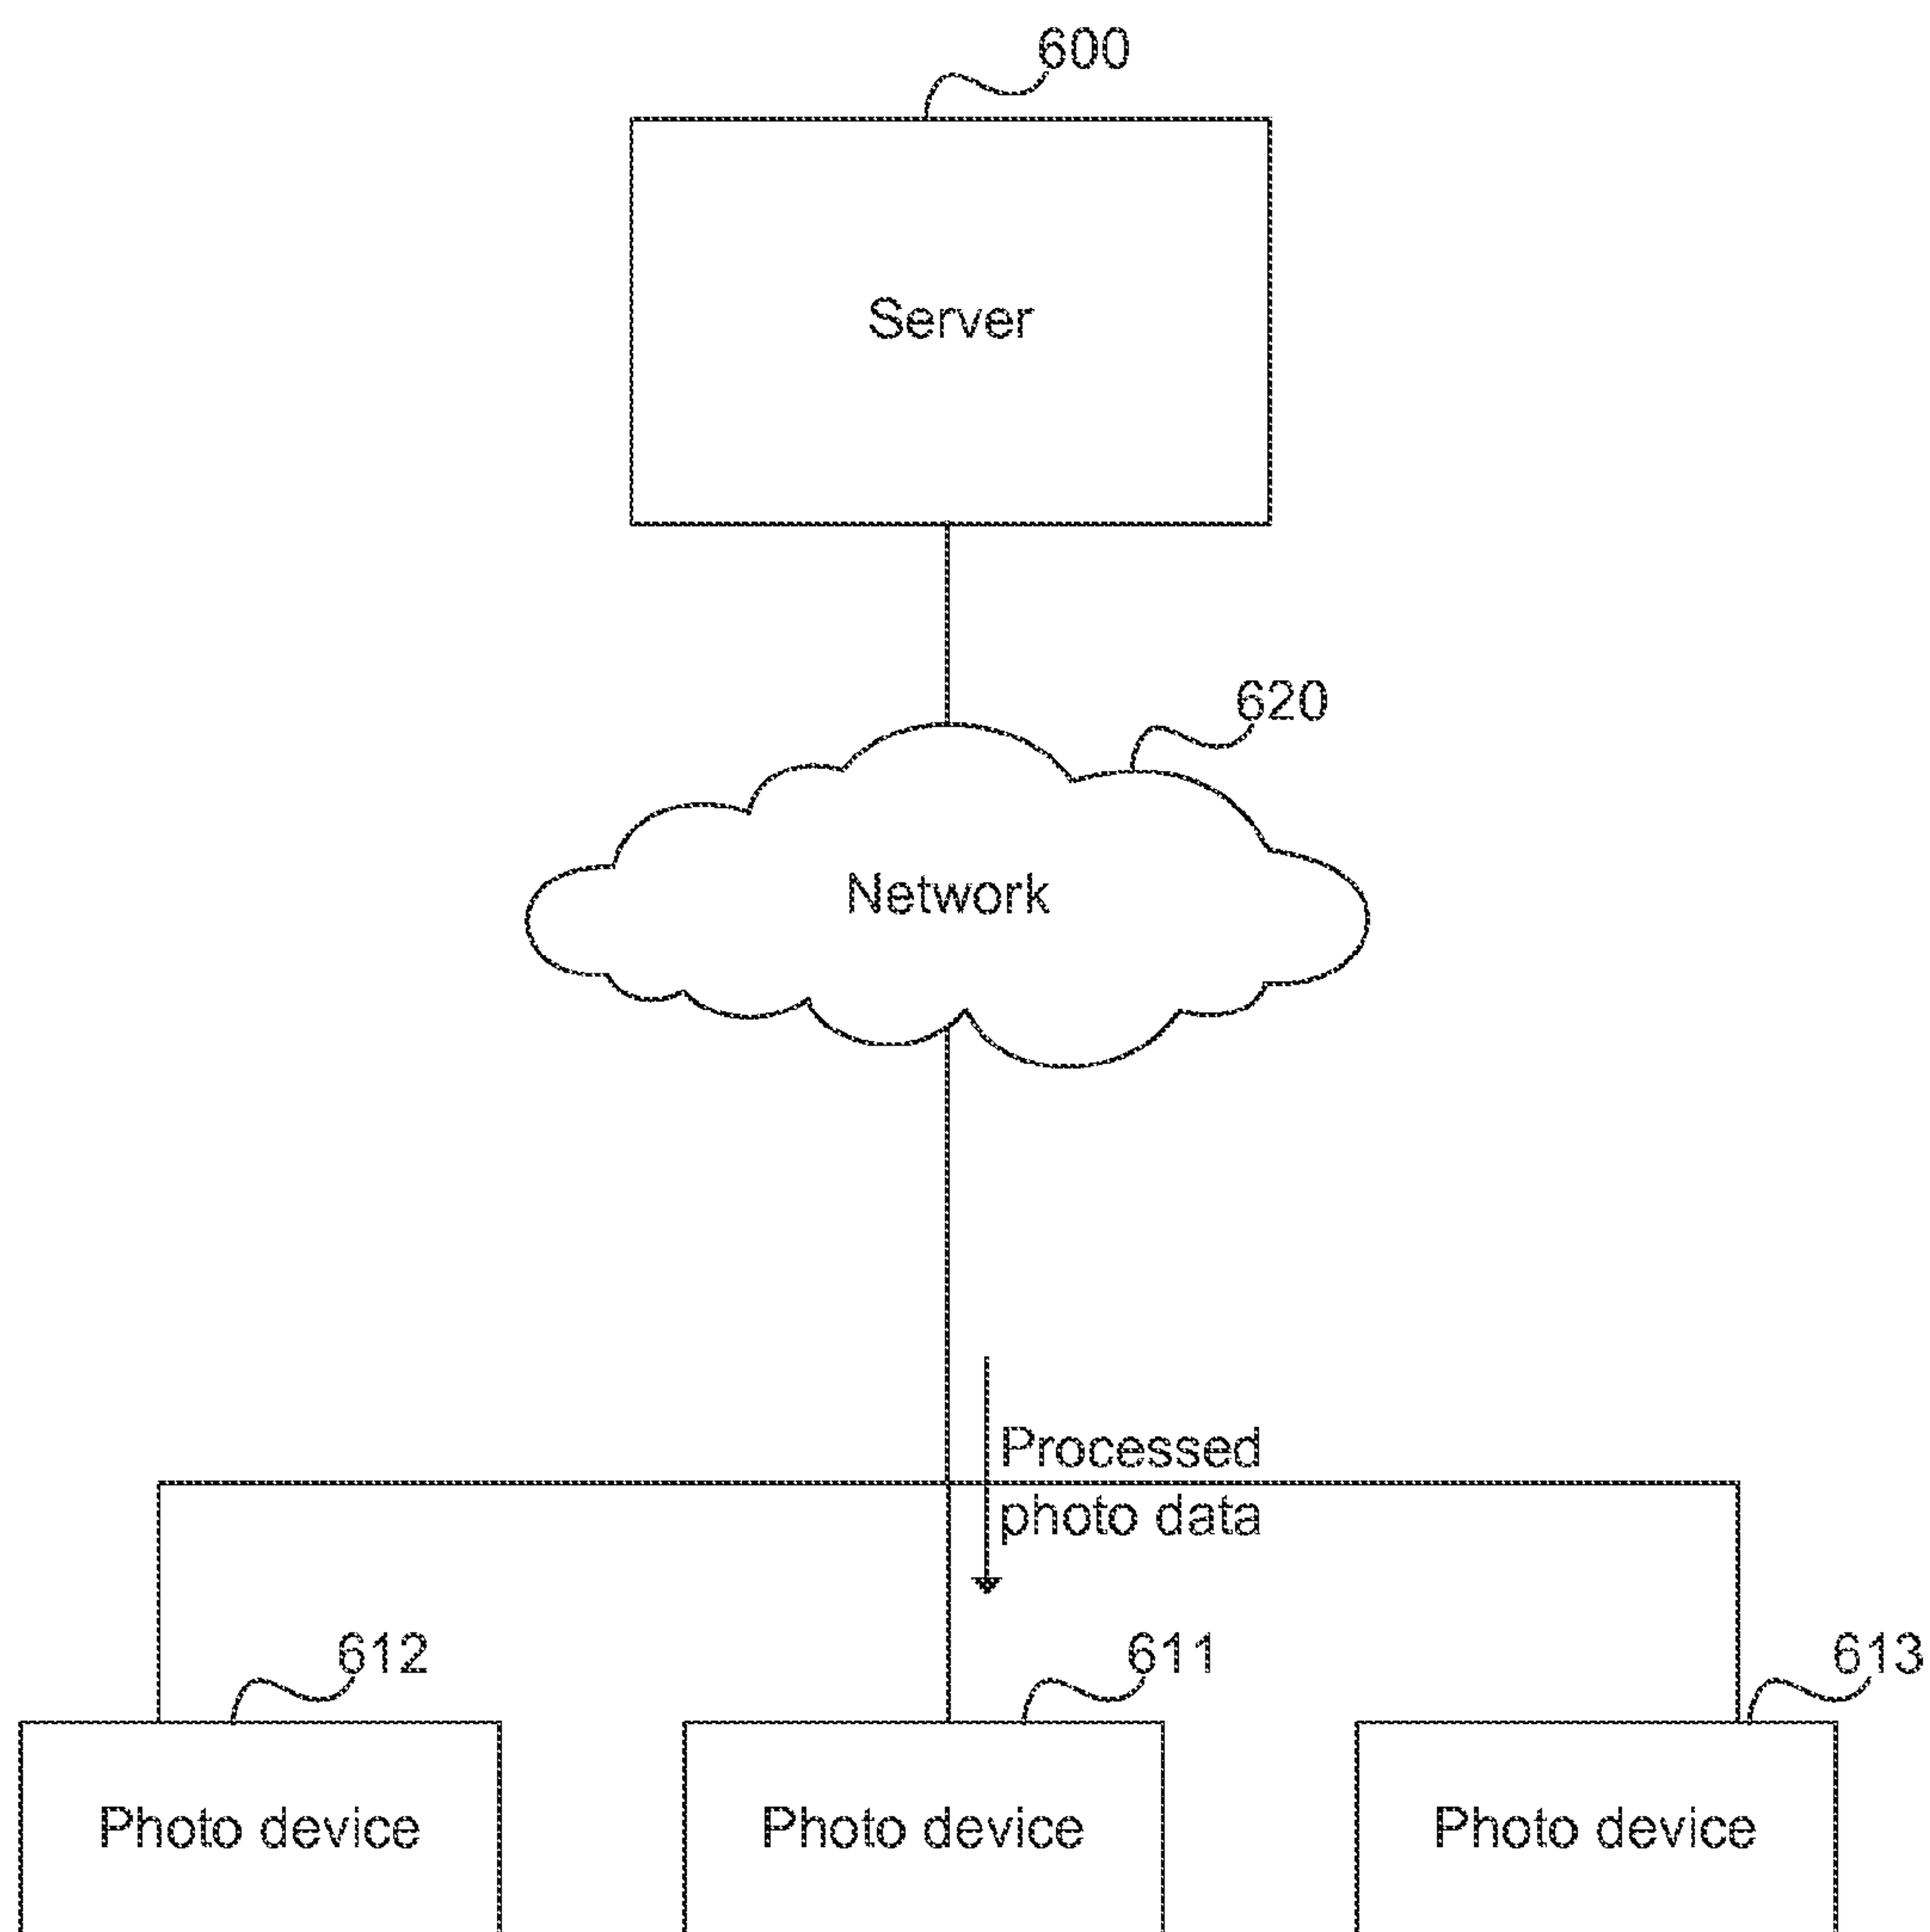 600
Server
620
Network
Processed
photo data
612
611
613
Photo device
Photo device
Photo device